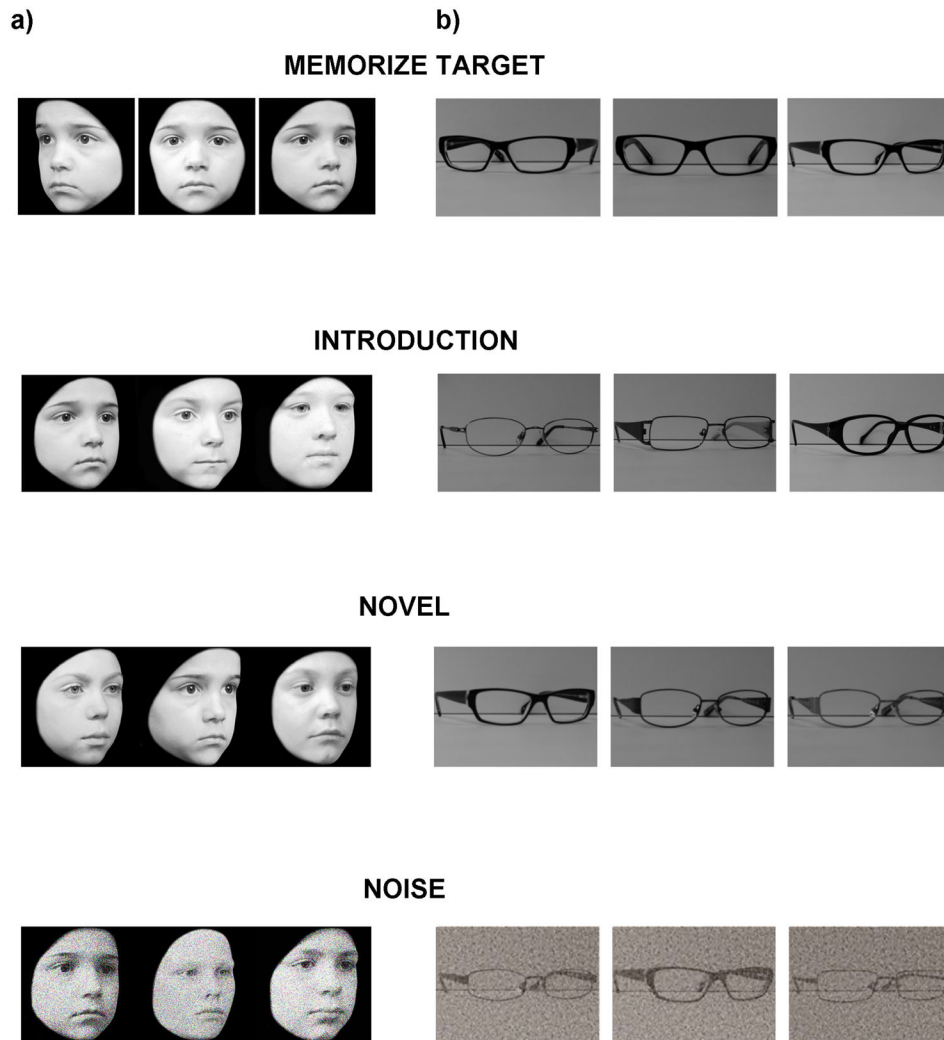 a)
b)
MEMORIZE TARGET
INTRODUCTION
NOVEL
NOISE